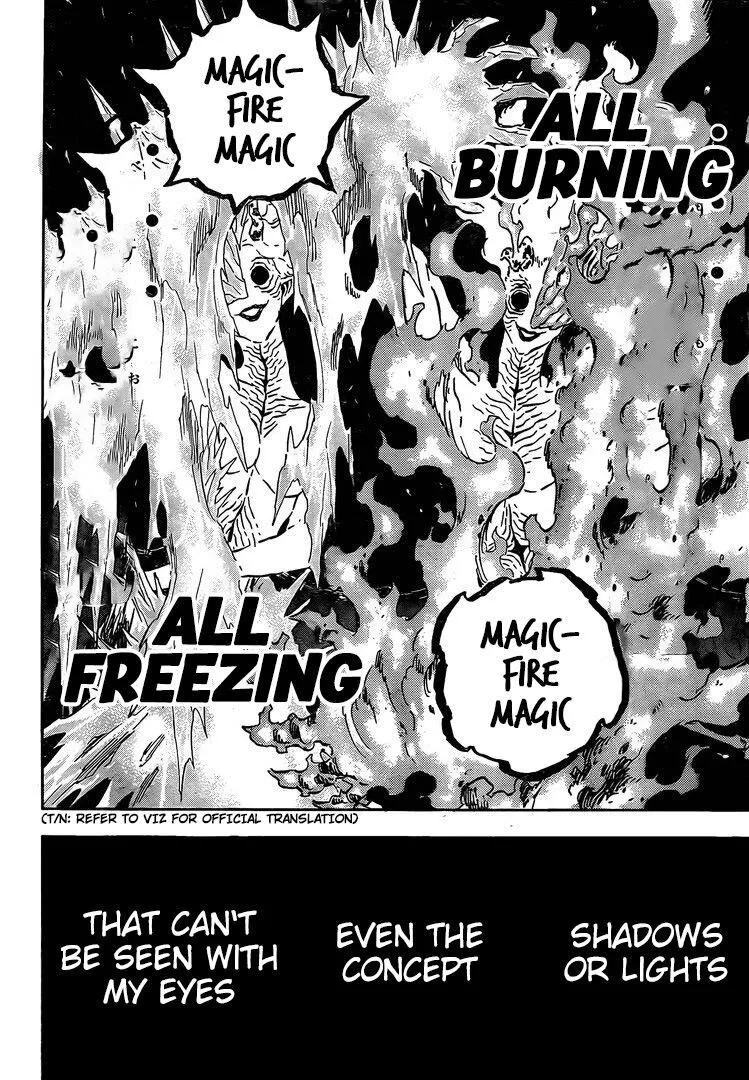 ALL
BURNING
MAGIC-
FIRE
MAGIC
MAGIC-
FIRE
MAGIC
ALL
FREEZING
(T/N: REFER TO VIZ FOR OFFICIAL TRANSLATION)
SHADOWS
OR LIGHTS
EVEN THE
CONCEPT
THAT CAN'T
BE SEEN WITH
MY EYES